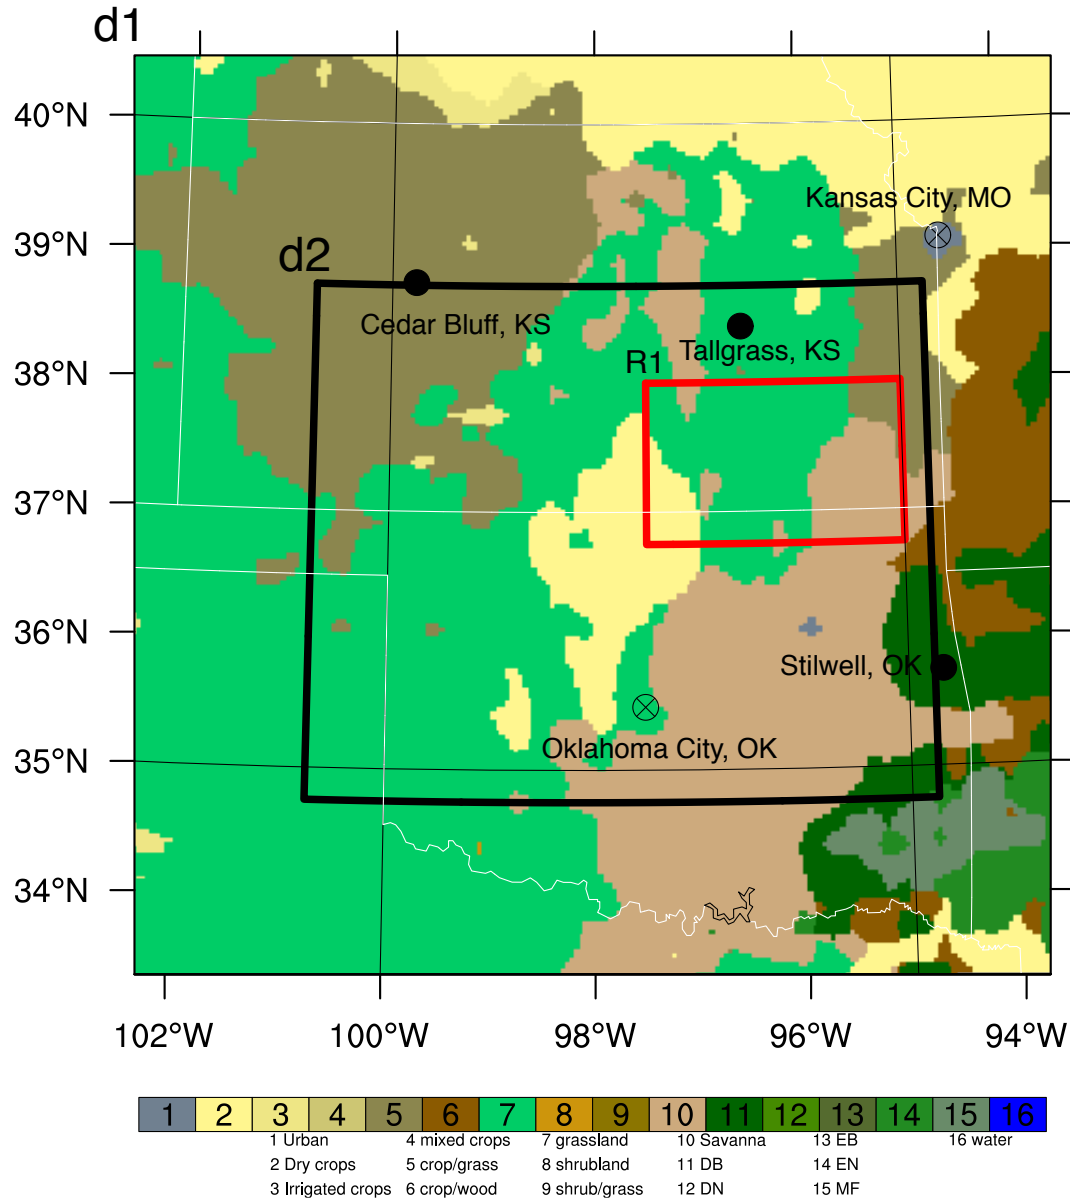 d1
40°N
Kansas City, MO
39°N
d2
Cedar Bluff, KS
Tallgrass, KS
R1
38°N
37°N
36°N
Stilwell, OK
Oklahoma City, OK
35°N
34°N
102°W 100°W 98°W 96°W 94°W
1 2 3 4 5 6 7 8 9 10 11 12 13 14 15 16
1 Urban 4 mixed crops 7 grassland 10 Savanna 13 EB 16 water
2 Dry crops 5 crop/grass 8 shrubland 11 DB 14 EN
3 Irrigated crops 6 crop/wood 9 shrub/grass 12 DN 15 MF